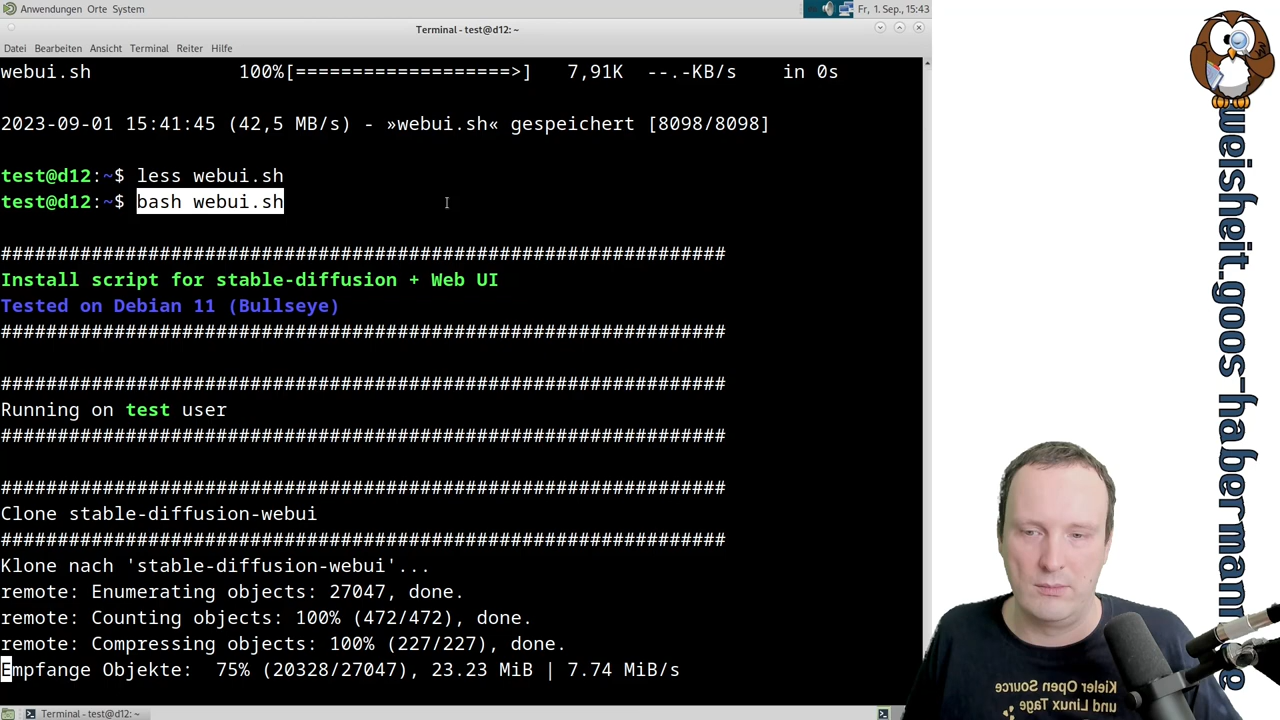 Anwendungen Orte System
Fr, 1. Sep., 15:43
Terminal - test@d12: ~
Datei Bearbeiten Ansicht Terminal Reiter Hilfe
webui.sh 100%[===================>] 7,91K --.-KB/s in 0s
2023-09-01 15:41:45 (42,5 MB/s) - »webui.sh« gespeichert [8098/8098]
test@d12:~$ less webui.sh
test@d12:~$ bash webui.sh
################################################################
Install script for stable-diffusion + Web UI
Tested on Debian 11 (Bullseye)
################################################################
################################################################
Running on test user
################################################################
################################################################
Clone stable-diffusion-webui
################################################################
Klone nach 'stable-diffusion-webui'...
remote: Enumerating objects: 27047, done.
remote: Counting objects: 100% (472/472), done.
remote: Compressing objects: 100% (227/227), done.
Empfange Objekte: 75% (20328/27047), 23.23 MiB | 7.74 MiB/s
Terminal - test@d12: ~
weisheit.goos-habermann.de
Kieler Open Source
und Linux Tage